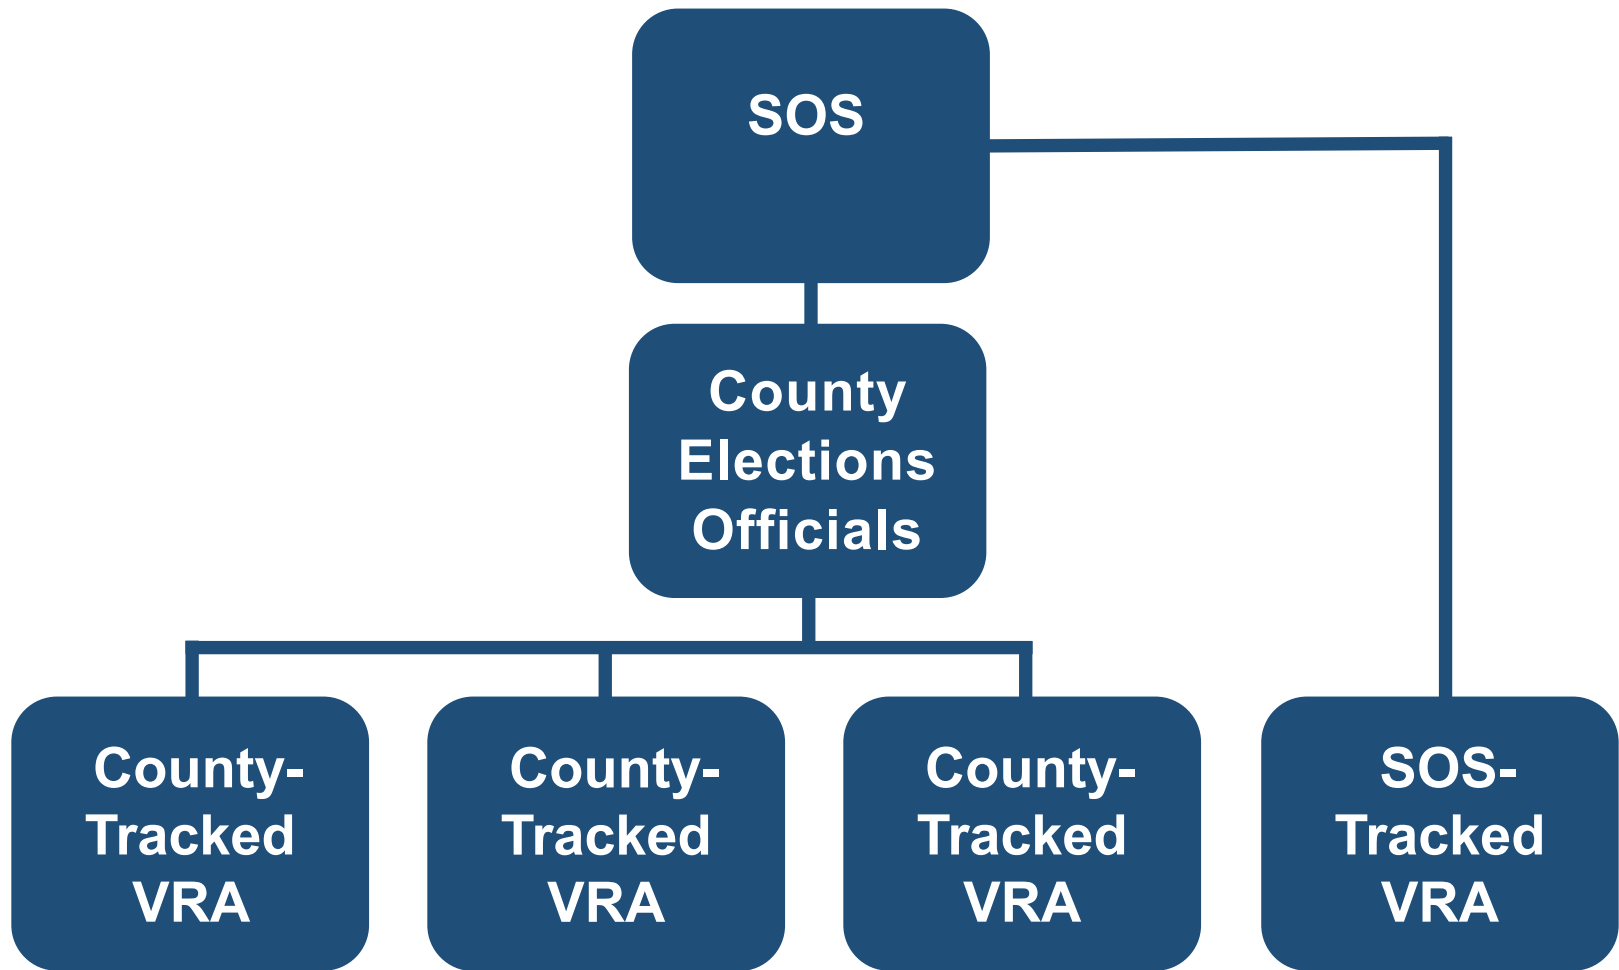 SOS
County
Elections
Officials
County-
Tracked
VRA
County-
Tracked
VRA
County-
Tracked
VRA
SOS-
Tracked
VRA